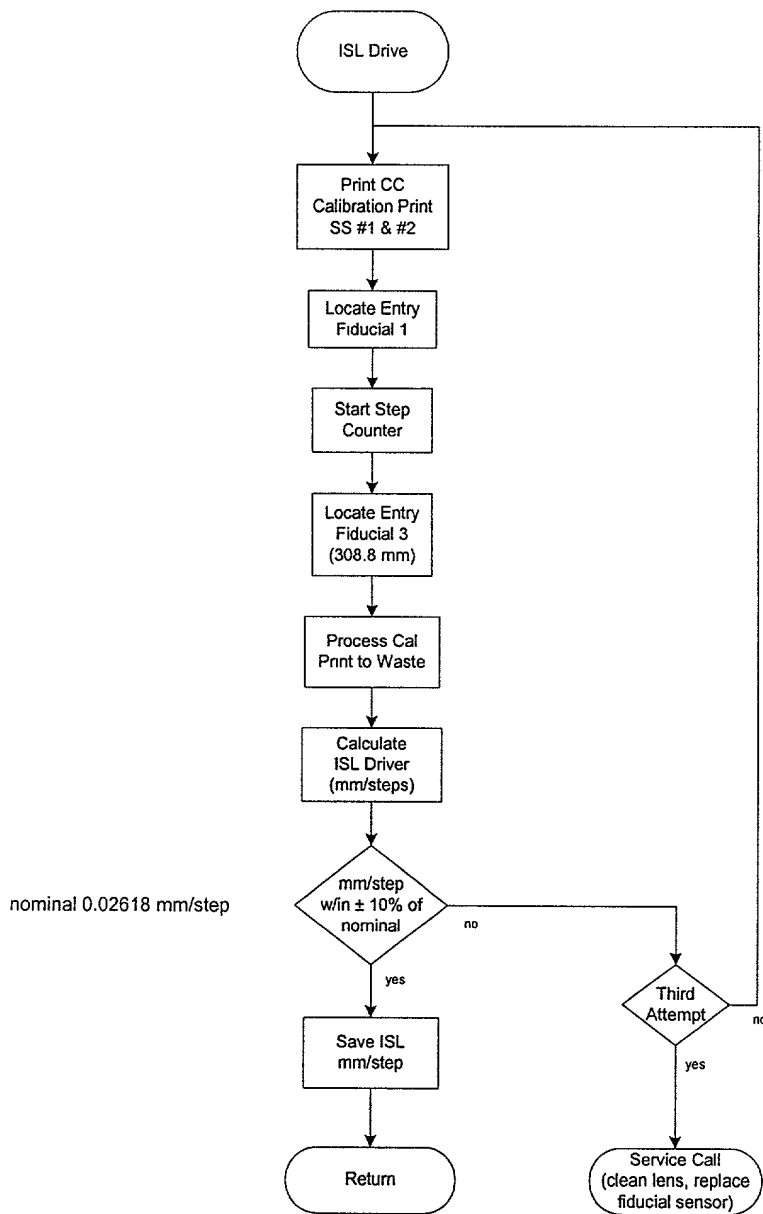 ISL Drive
Print CC
Calibration Print
SS #1 & #2
Locate Entry
Fiducial 1
Start Step
Counter
Locate Entry
Fiducial 3
(308.8 mm)
Process Cal
Print to Waste
Calculate
ISL Driver
(mm/steps)
nominal 0.02618 mm/step
mm/step
w/in ± 10% of
nominal
no
yes
Third
Attempt
no
yes
Save ISL
mm/step
Return
Service Call
(clean lens, replace
fiducial sensor)